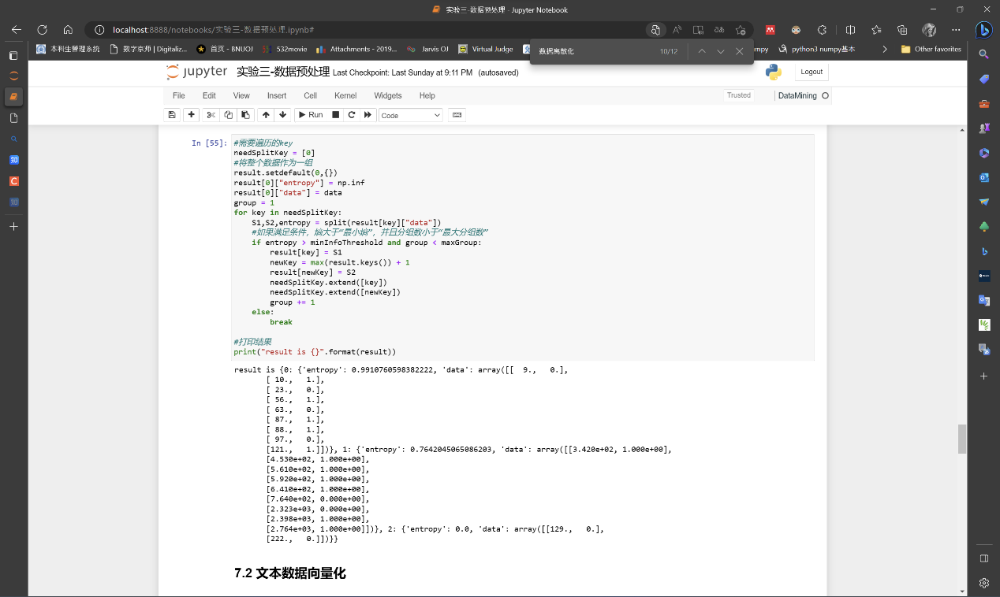 实验三-数据预处理 - Jupyter Notebook
localhost:8888/notebooks/实验三-数据预处理.ipynb#
本科生管理系统 数字京师 | Digitaliz... 首页 - BNUOJ 532movie Attachments - 2019... Jarvis OJ Virtual Judge umpy python3 numpy基本 Other favorites
数据离散化 10/12
jupyter 实验三-数据预处理 Last Checkpoint: Last Sunday at 9:11 PM (autosaved) Logout
File Edit View Insert Cell Kernel Widgets Help Trusted DataMining
Run Code
In [55]: #需要遍历的key
needSplitKey = [0]
#将整个数据作为一组
result.setdefault(0,{})
result[0]["entropy"] = np.inf
result[0]["data"] = data
group = 1
for key in needSplitKey:
    S1,S2,entropy = split(result[key]["data"])
    #如果满足条件，熵大于“最小熵”，并且分组数小于“最大分组数”
    if entropy > minInfoThreshold and group < maxGroup:
        result[key] = S1
        newKey = max(result.keys()) + 1
        result[newKey] = S2
        needSplitKey.extend([key])
        needSplitKey.extend([newKey])
        group += 1
    else:
        break
#打印结果
print("result is {}".format(result))
result is {0: {'entropy': 0.9910760598382222, 'data': array([[  9.,   0.],
[ 10.,   1.],
[ 23.,   0.],
[ 56.,   1.],
[ 63.,   0.],
[ 87.,   1.],
[ 88.,   1.],
[ 97.,   0.],
[121.,   1.]])}, 1: {'entropy': 0.7642045065086203, 'data': array([[3.420e+02, 1.000e+00],
[4.530e+02, 1.000e+00],
[5.610e+02, 1.000e+00],
[5.920e+02, 1.000e+00],
[6.410e+02, 1.000e+00],
[7.640e+02, 0.000e+00],
[2.323e+03, 0.000e+00],
[2.398e+03, 1.000e+00],
[2.764e+03, 1.000e+00]])}, 2: {'entropy': 0.0, 'data': array([[129.,   0.],
[222.,   0.]])}}
7.2 文本数据向量化